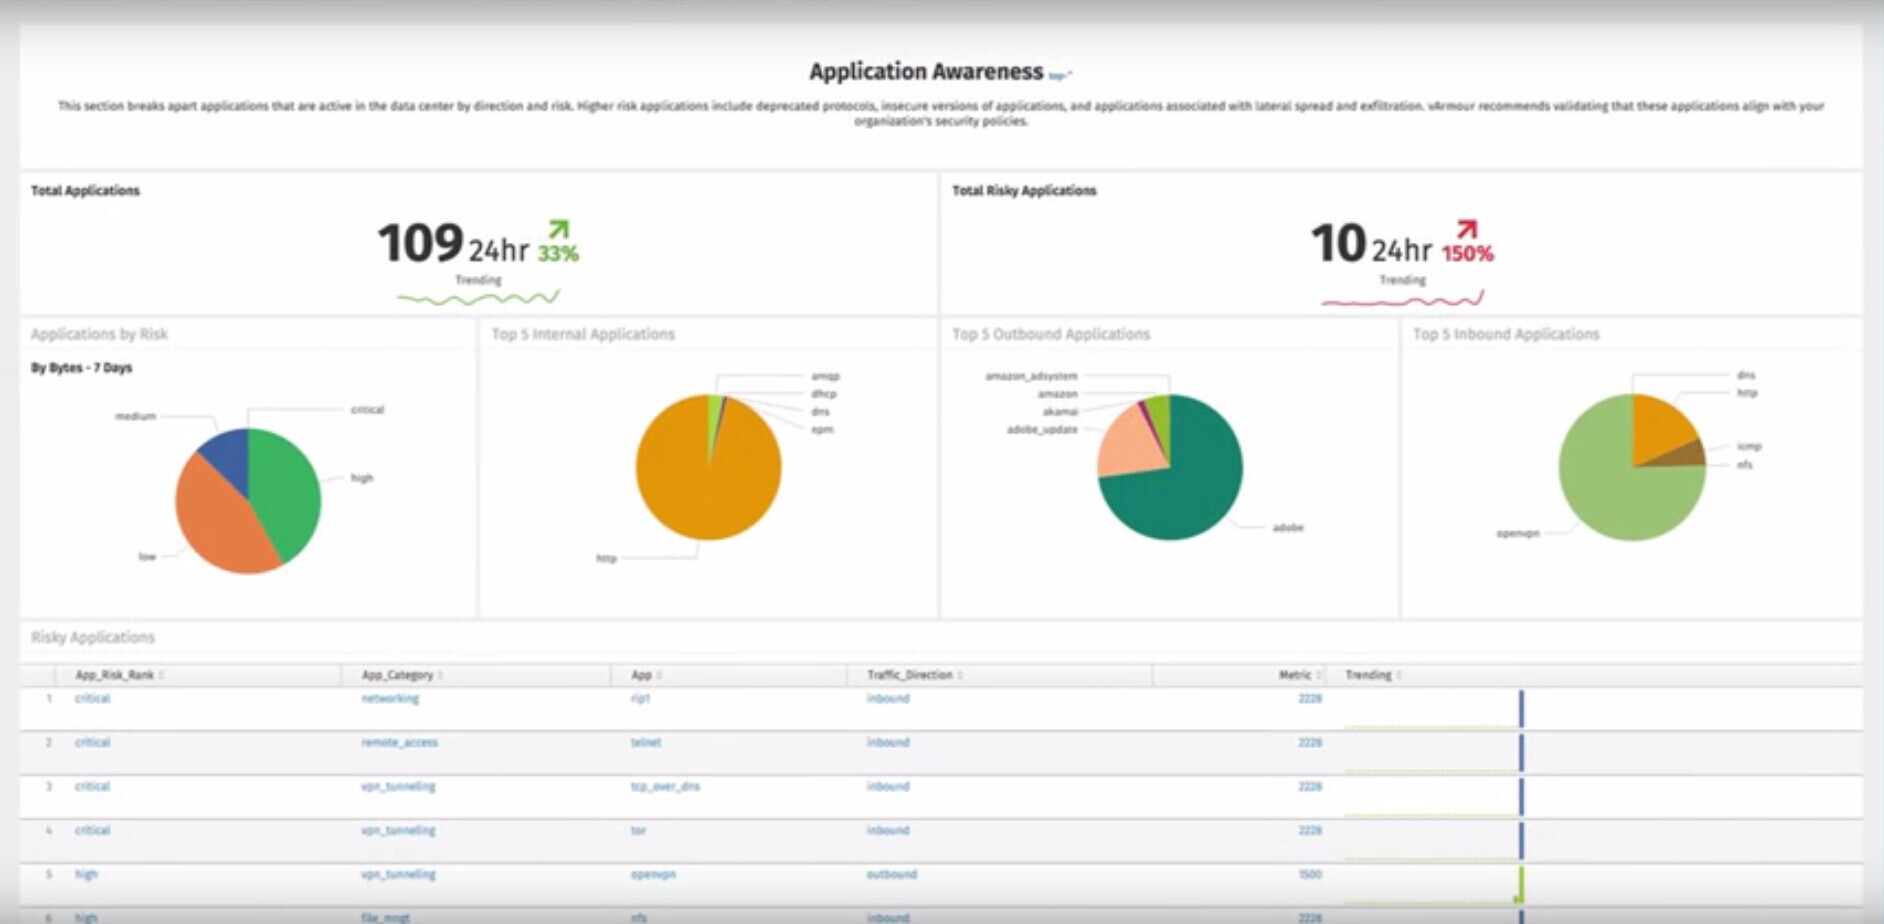 Application Awareness
This section breaks apart applications that are active in the data center by direction and risk. Higher risk applications include deprecated protocols, insecure versions of applications, and applications associated with lateral spread and exfiltration. vArmour recommends validating that these applications align with your
organization's security policies.
Total Applications
109 24hr 33%
Trending
Total Risky Applications
10 24hr 150%
Trending
Applications by Risk
By Bytes - 7 Days
medium
critical
high
low
Top 5 Internal Applications
amqp
dhcp
dns
epm
http
Top 5 Outbound Applications
amazon_adsystem
amazon
akamai
adobe_update
adobe
Top 5 Inbound Applications
dns
http
icmp
nfs
openvpn
Risky Applications
App_Risk_Rank App_Category App Traffic_Direction Metric Trending
1 critical networking rip1 inbound 2228
2 critical remote_access telnet inbound 2228
3 critical vpn_tunneling tcp_over_dns inbound 2228
4 critical vpn_tunneling tor inbound 2228
5 high vpn_tunneling openvpn outbound 1500
6 high file_mngt nfs inbound 2228